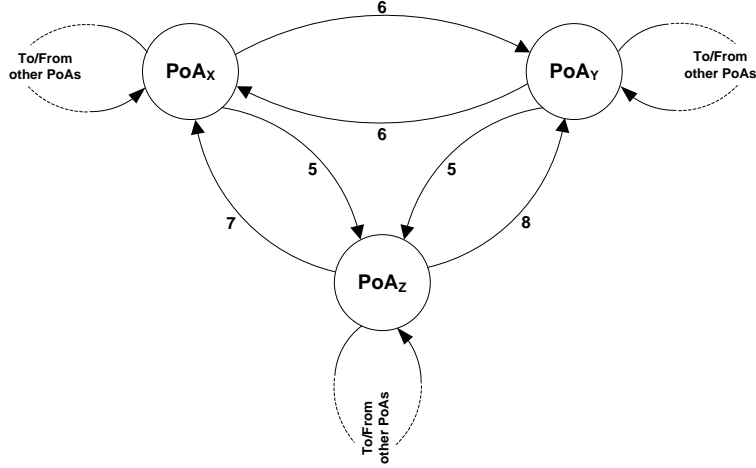 6
To/From
other PoAs
PoAX
PoAY
To/From
other PoAs
6
5
5
7
8
PoAZ
To/From
other PoAs